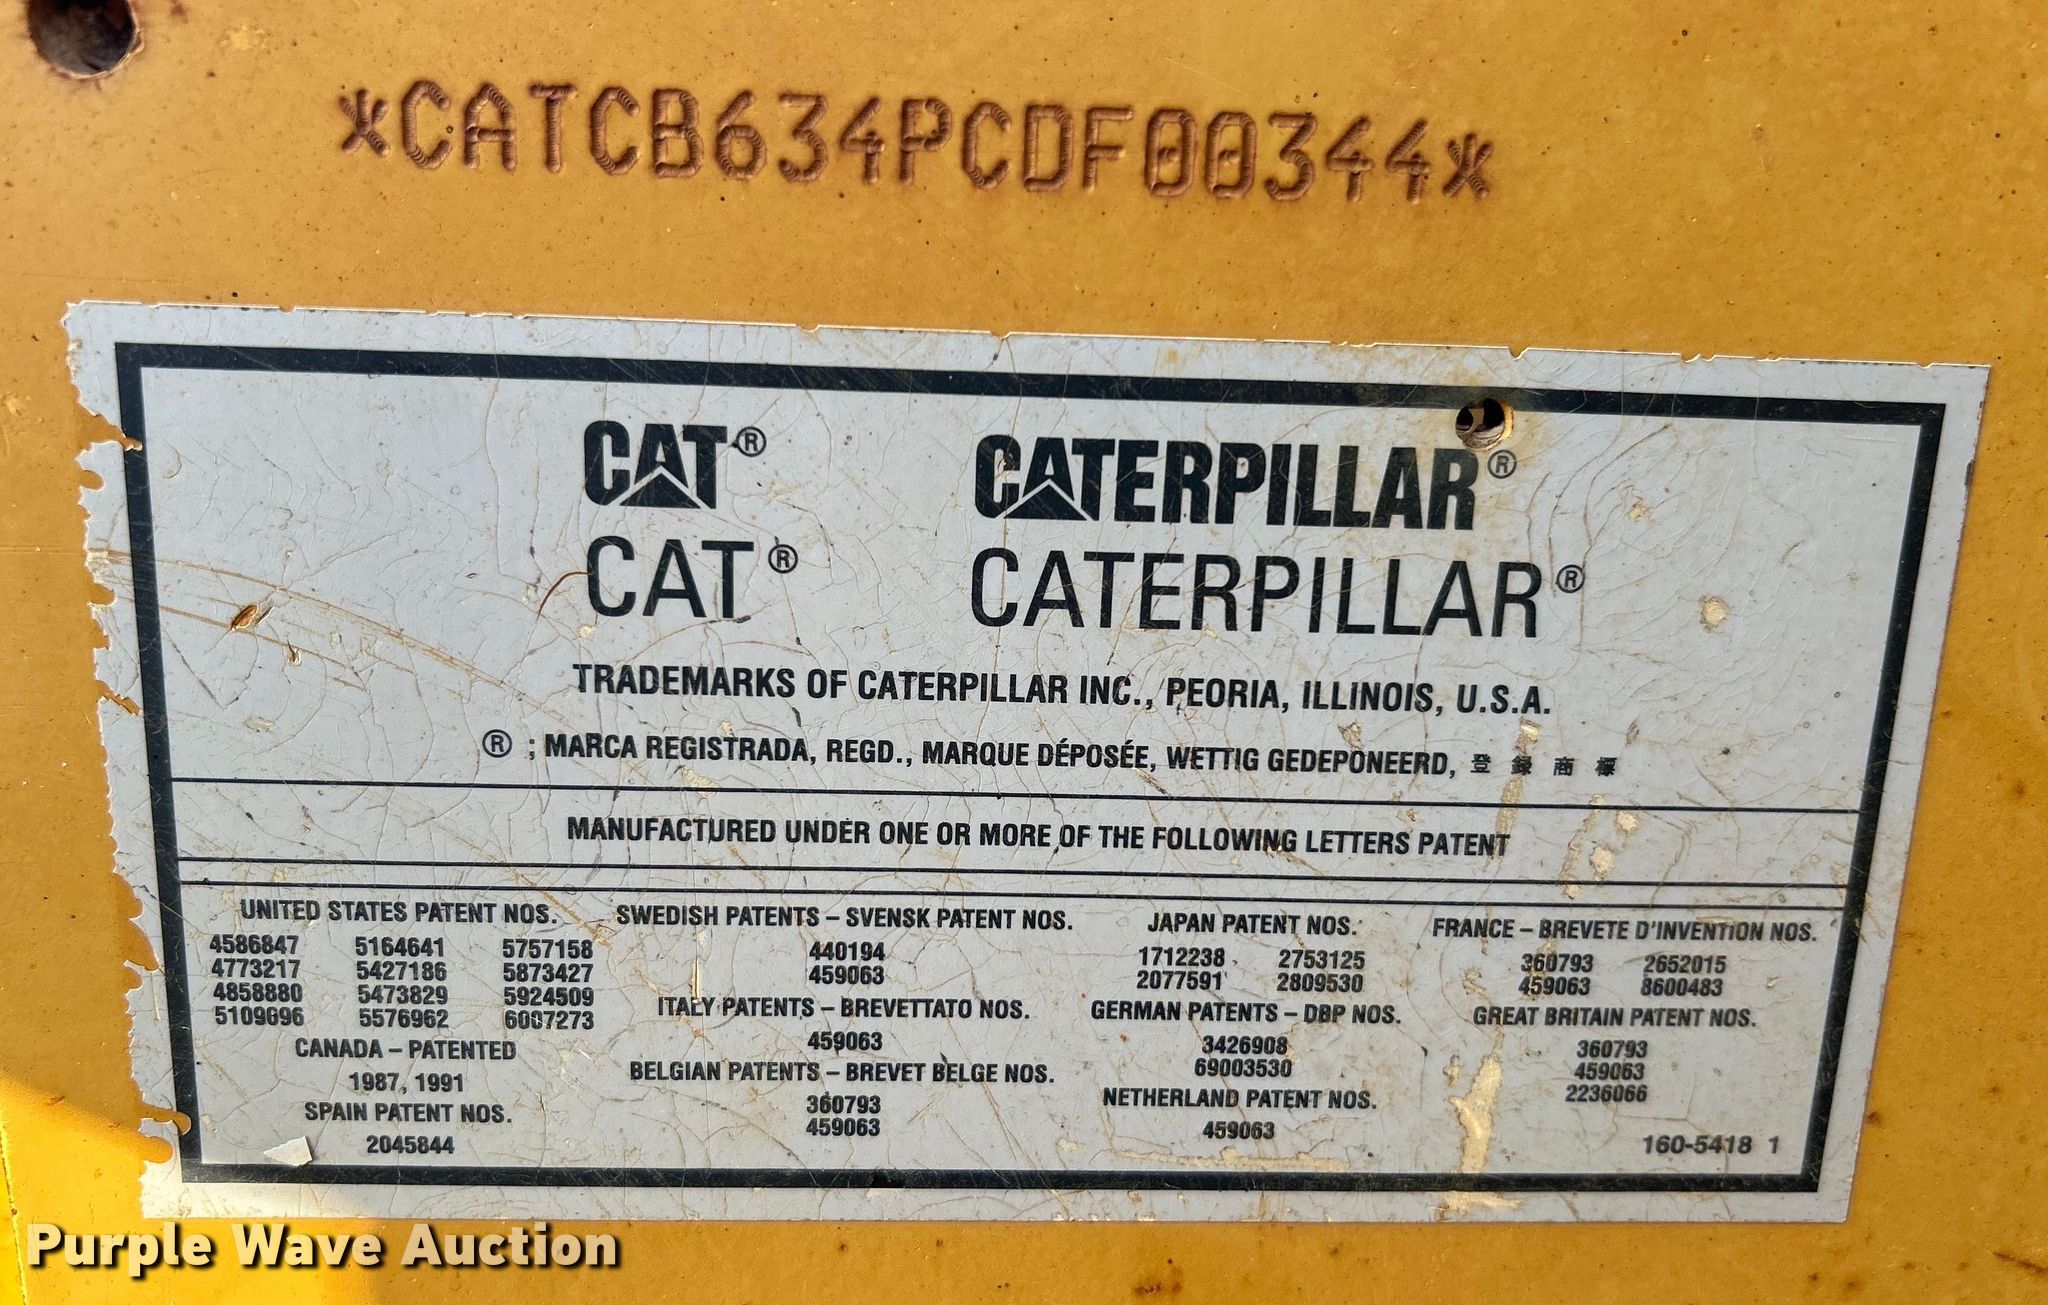 *CATCB634PCDF00344*
CAT® CATERPILLAR®
CAT® CATERPILLAR®
TRADEMARKS OF CATERPILLAR INC., PEORIA, ILLINOIS, U.S.A.
® ; MARCA REGISTRADA, REGD., MARQUE DÉPOSÉE, WETTIG GEDEPONEERD, 登録商標
MANUFACTURED UNDER ONE OR MORE OF THE FOLLOWING LETTERS PATENT
UNITED STATES PATENT NOS.
4586847 5164641 5757158
4773217 5427186 5873427
4858880 5473829 5924509
5109696 5576962 6007273
CANADA – PATENTED
1987, 1991
SPAIN PATENT NOS.
2045844
SWEDISH PATENTS – SVENSK PATENT NOS.
440194
459063
ITALY PATENTS – BREVETTATO NOS.
459063
BELGIAN PATENTS – BREVET BELGE NOS.
360793
459063
JAPAN PATENT NOS.
1712238 2753125
2077591 2809530
GERMAN PATENTS – DBP NOS.
3426908
69003530
NETHERLAND PATENT NOS.
459063
FRANCE – BREVETE D'INVENTION NOS.
360793 2652015
459063 8600483
GREAT BRITAIN PATENT NOS.
360793
459063
2236066
160-5418 1
Purple Wave Auction